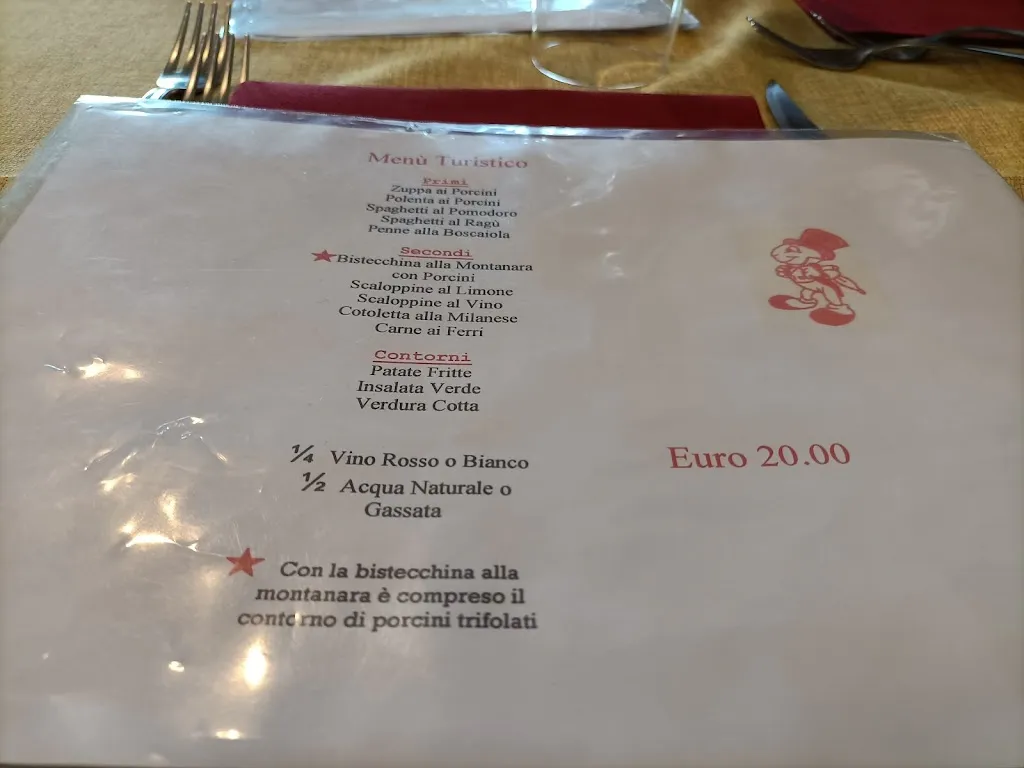 Menù Turistico
Primi
Zuppa ai Porcini
Polenta ai Porcini
Spaghetti al Pomodoro
Spaghetti al Ragù
Penne alla Boscaiola
Secondi
Bistecchina alla Montanara
con Porcini
Scaloppine al Limone
Scaloppine al Vino
Cotoletta alla Milanese
Carne ai Ferri
Contorni
Patate Fritte
Insalata Verde
Verdura Cotta
¼ Vino Rosso o Bianco
½ Acqua Naturale o
Gassata
Euro 20.00
Con la bistecchina alla
montanara è compreso il
contorno di porcini trifolati